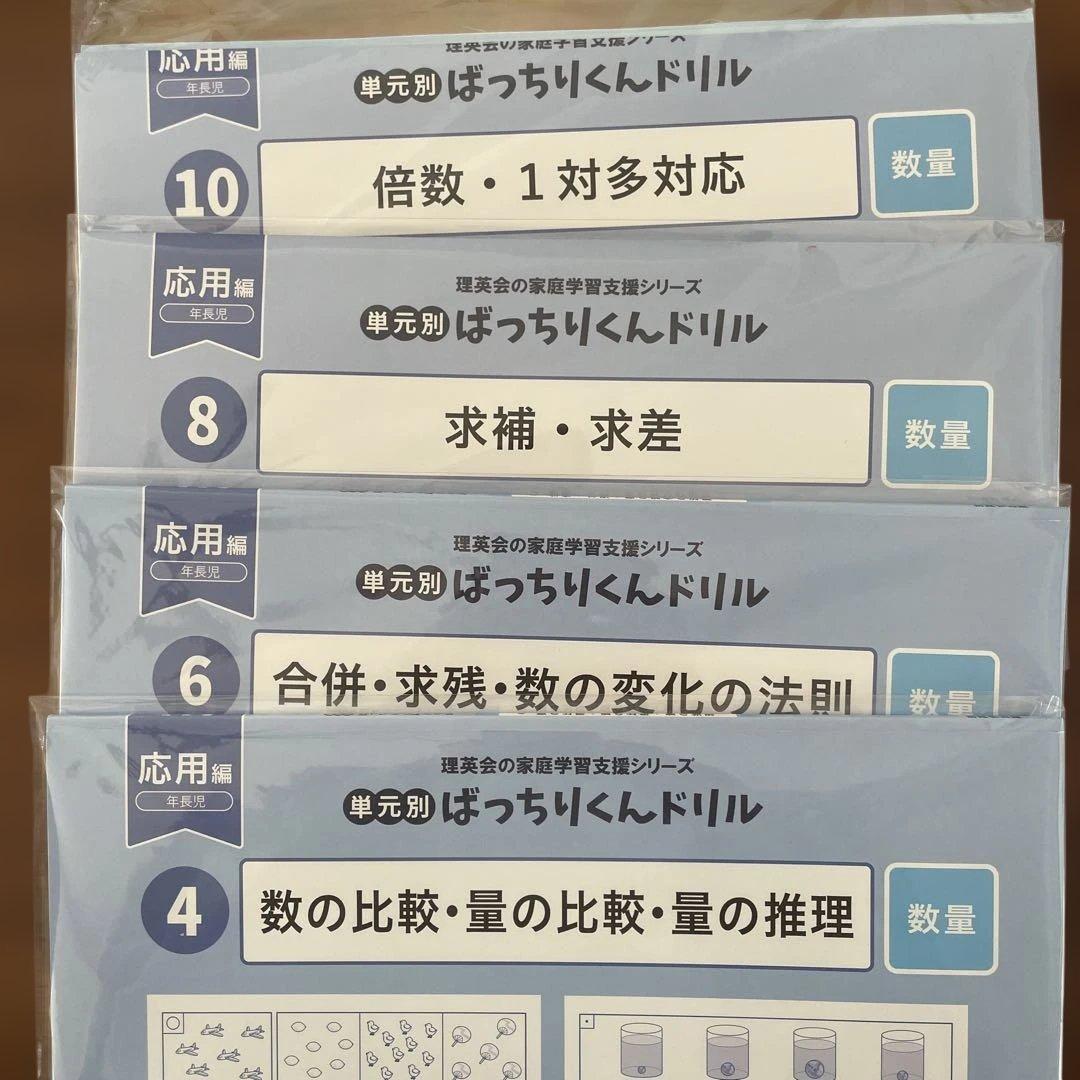 応用編
年長児
理英会の家庭学習支援シリーズ
単元別 ばっちりくんドリル
10 倍数・1対多対応 数量
応用編
年長児
理英会の家庭学習支援シリーズ
単元別 ばっちりくんドリル
8 求補・求差 数量
応用編
年長児
理英会の家庭学習支援シリーズ
単元別 ばっちりくんドリル
6 合併・求残・数の変化の法則 数量
応用編
年長児
理英会の家庭学習支援シリーズ
単元別 ばっちりくんドリル
4 数の比較・量の比較・量の推理 数量